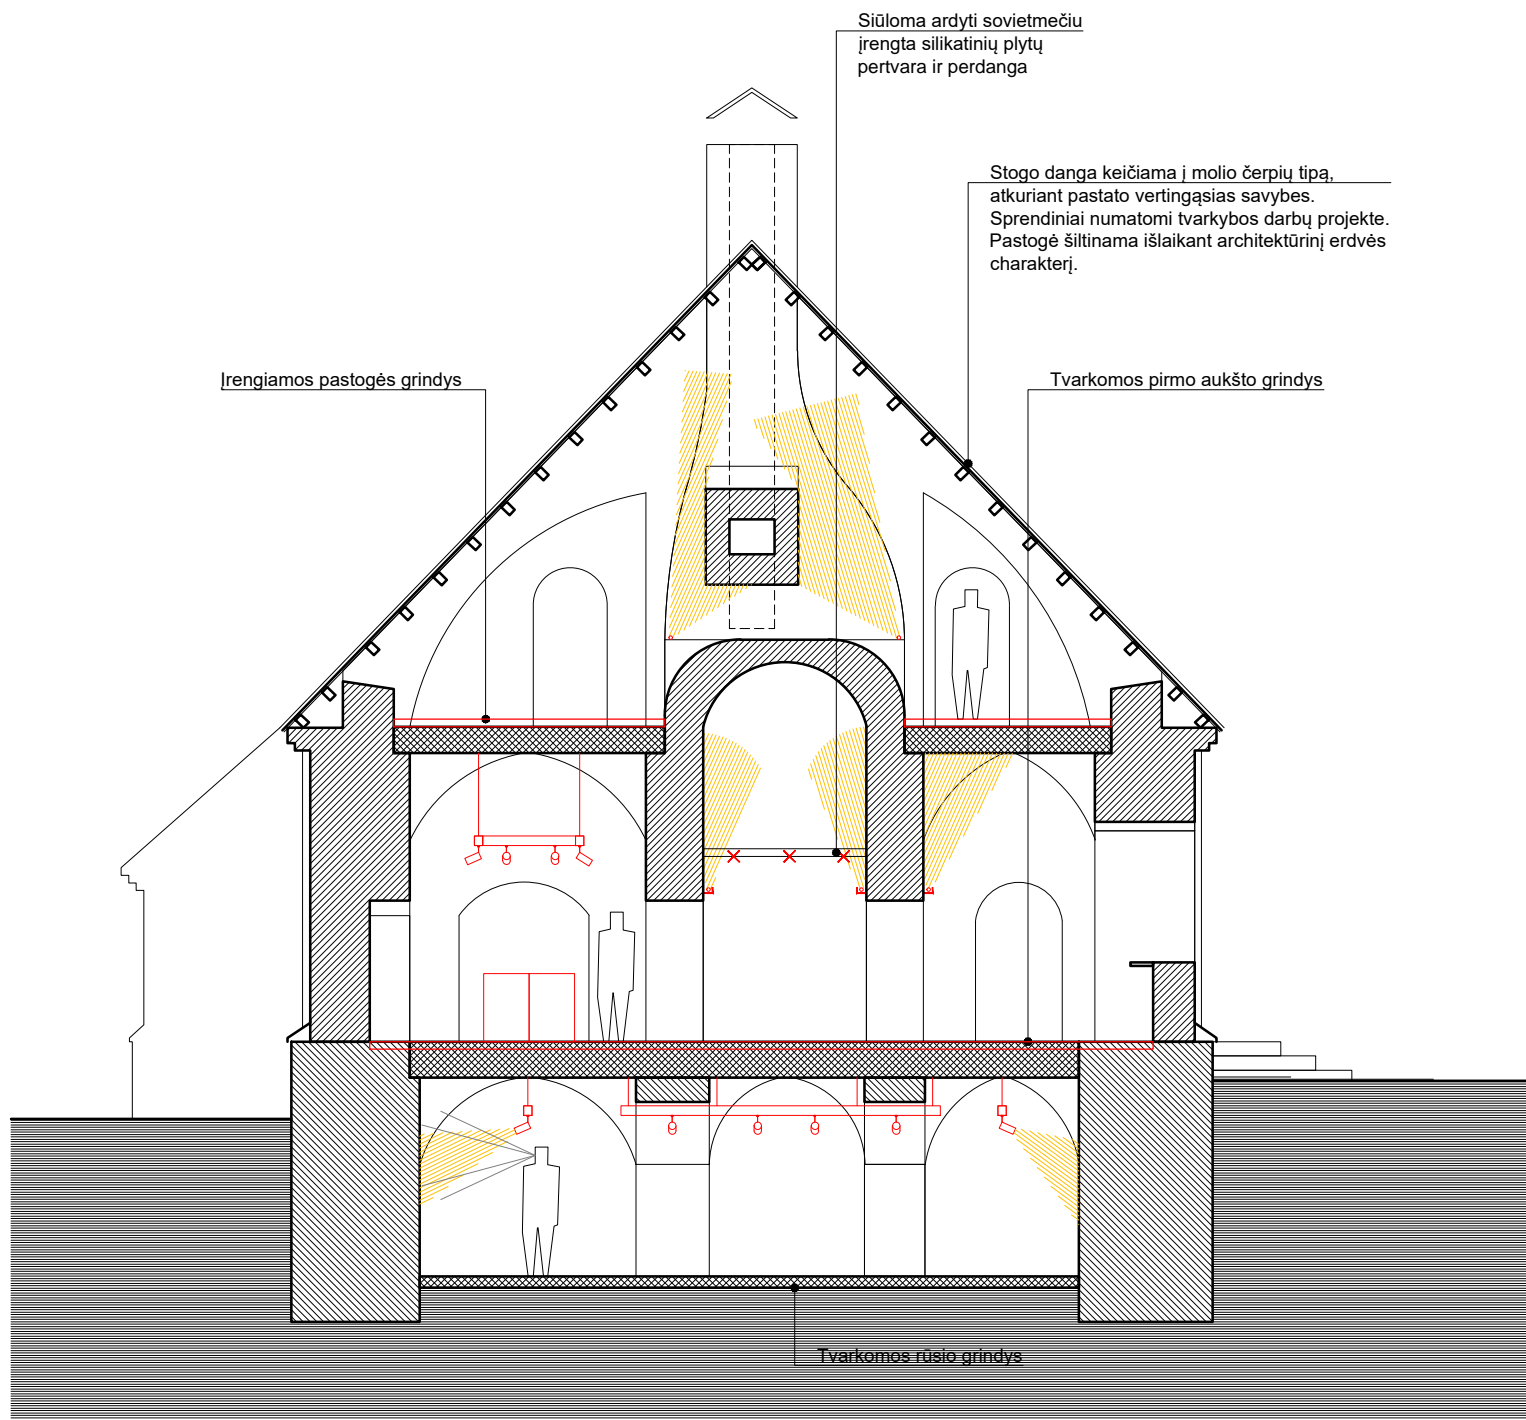 Siūloma ardyti sovietmečiu
įrengta silikatinių plytų
pertvara ir perdanga
Stogo danga keičiama į molio čerpių tipą,
atkuriant pastato vertingąsias savybes.
Sprendiniai numatomi tvarkybos darbų projekte.
Pastogė šiltinama išlaikant architektūrinį erdvės
charakterį.
Įrengiamos pastogės grindys
Tvarkomos pirmo aukšto grindys
Tvarkomos rūsio grindys